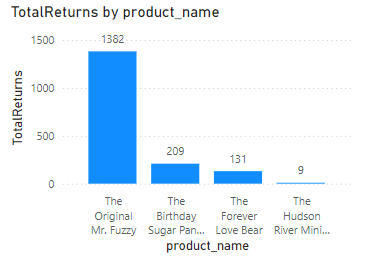 TotalReturns by product_name
1500
1000
500
0
TotalReturns
1382
209
131
9
The
Original
Mr. Fuzzy
The
Birthday
Sugar Pan...
The
Forever
Love Bear
The
Hudson
River Mini...
product_name